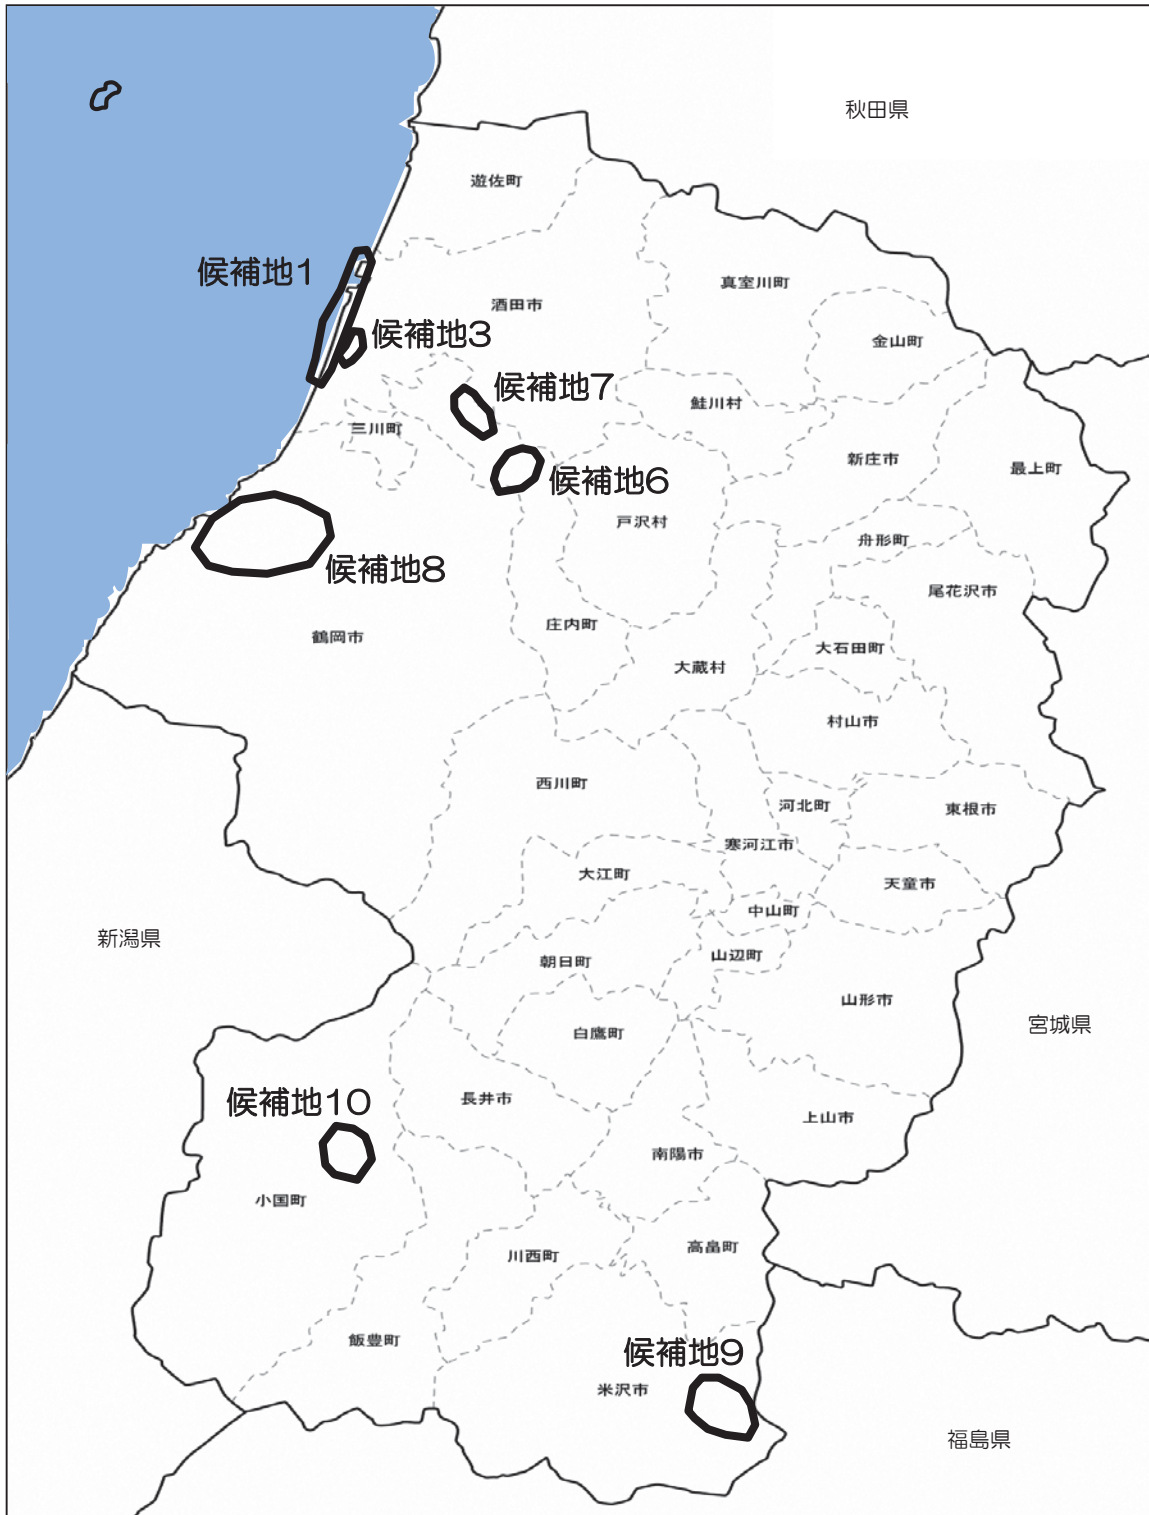 秋田県
遊佐町
候補地1
真室川町
酒田市
候補地3
金山町
候補地7
鮭川村
三川町
新庄市
最上町
候補地6
戸沢村
舟形町
候補地8
尾花沢市
庄内町
鶴岡市
大石田町
大蔵村
村山市
西川町
河北町
東根市
寒河江市
大江町
天童市
中山町
新潟県
山辺町
朝日町
山形市
宮城県
白鷹町
候補地10
長井市
上山市
南陽市
小国町
高畠町
川西町
飯豊町
候補地9
米沢市
福島県